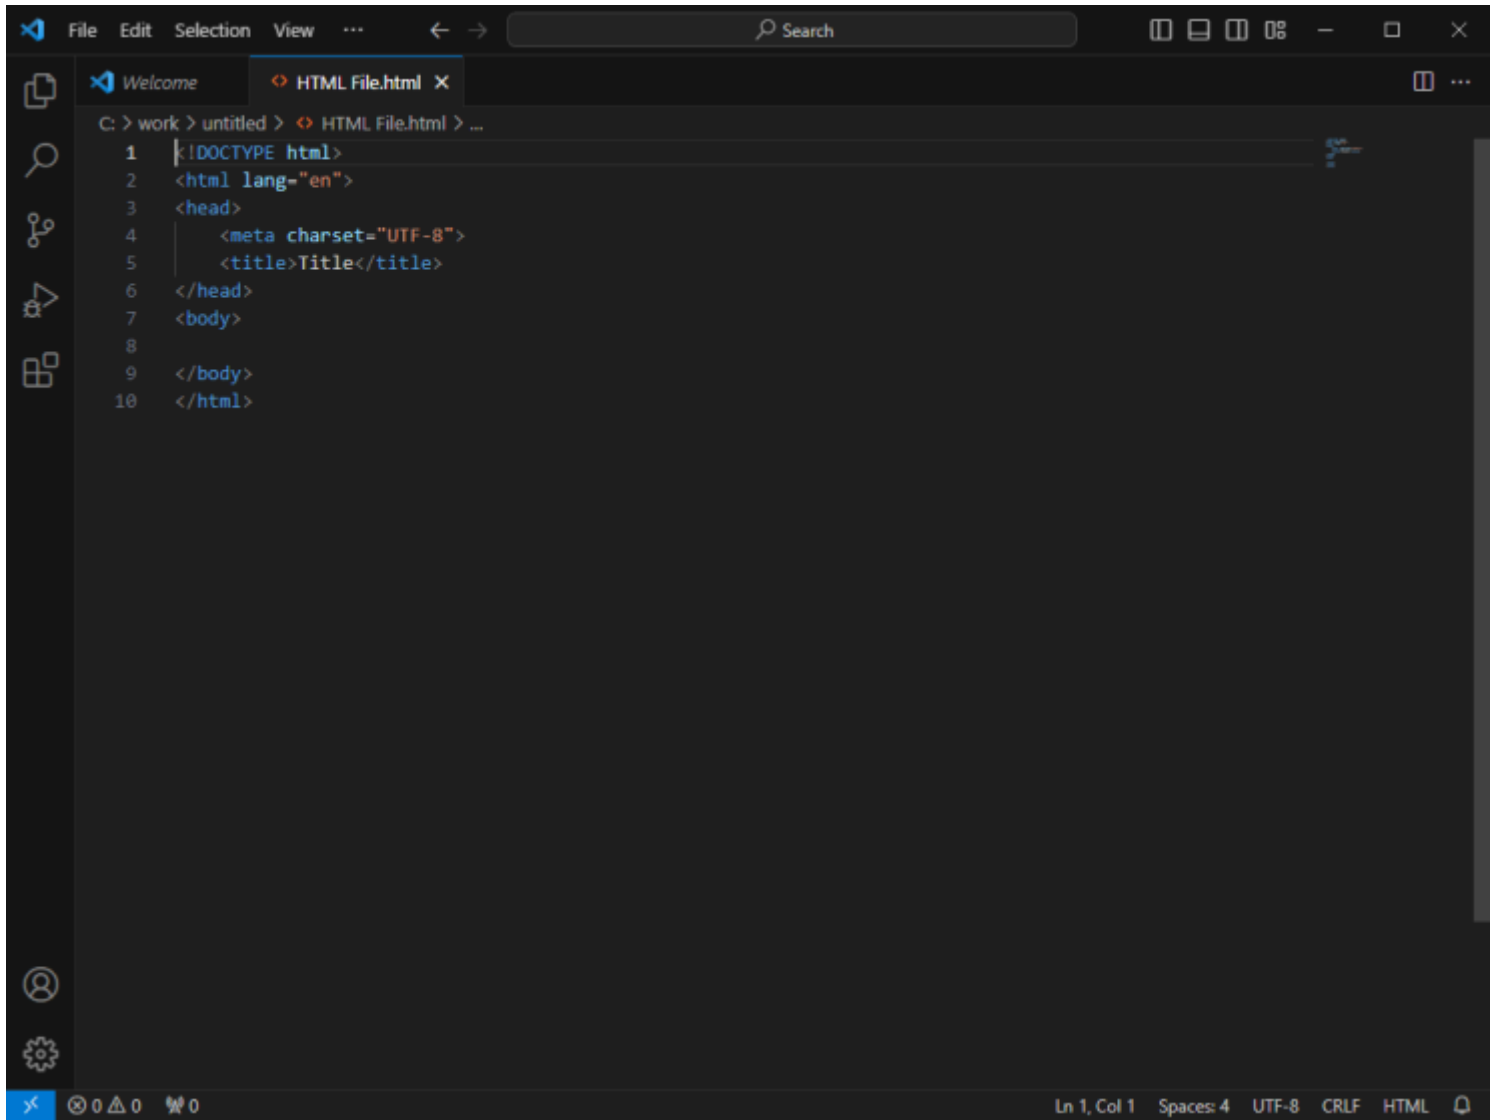 File Edit Selection View ··· Search
Welcome HTML File.html
C: > work > untitled > HTML File.html > ...
1 <!DOCTYPE html>
2 <html lang="en">
3 <head>
4     <meta charset="UTF-8">
5     <title>Title</title>
6 </head>
7 <body>
8
9 </body>
10 </html>
0 0 0 Ln 1, Col 1 Spaces: 4 UTF-8 CRLF HTML